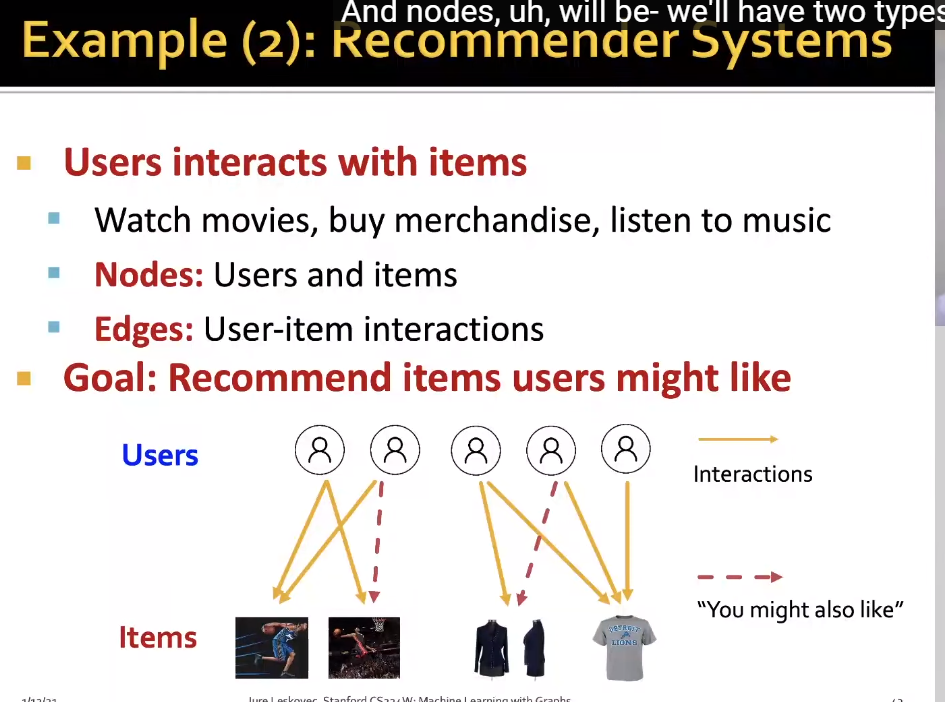 And nodes, uh, will be- we'll have two types
Example (2): Recommender Systems
Users interacts with items
Watch movies, buy merchandise, listen to music
Nodes: Users and items
Edges: User-item interactions
Goal: Recommend items users might like
Users
Interactions
"You might also like"
Items
DETROIT
LIONS
Jure Leskovec, Stanford CS224W: Machine Learning with Graphs